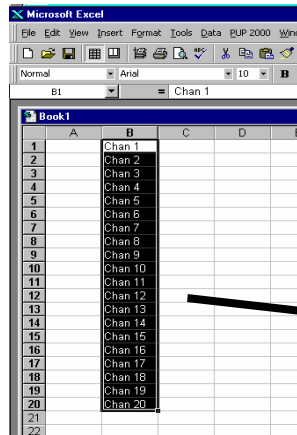 Microsoft Excel
File Edit View Insert Format Tools Data PUP 2000
Normal Arial 10 B
B1 = Chan 1
Book1
A B C D
1 Chan 1
2 Chan 2
3 Chan 3
4 Chan 4
5 Chan 5
6 Chan 6
7 Chan 7
8 Chan 8
9 Chan 9
10 Chan 10
11 Chan 11
12 Chan 12
13 Chan 13
14 Chan 14
15 Chan 15
16 Chan 16
17 Chan 17
18 Chan 18
19 Chan 19
20 Chan 20
21
22